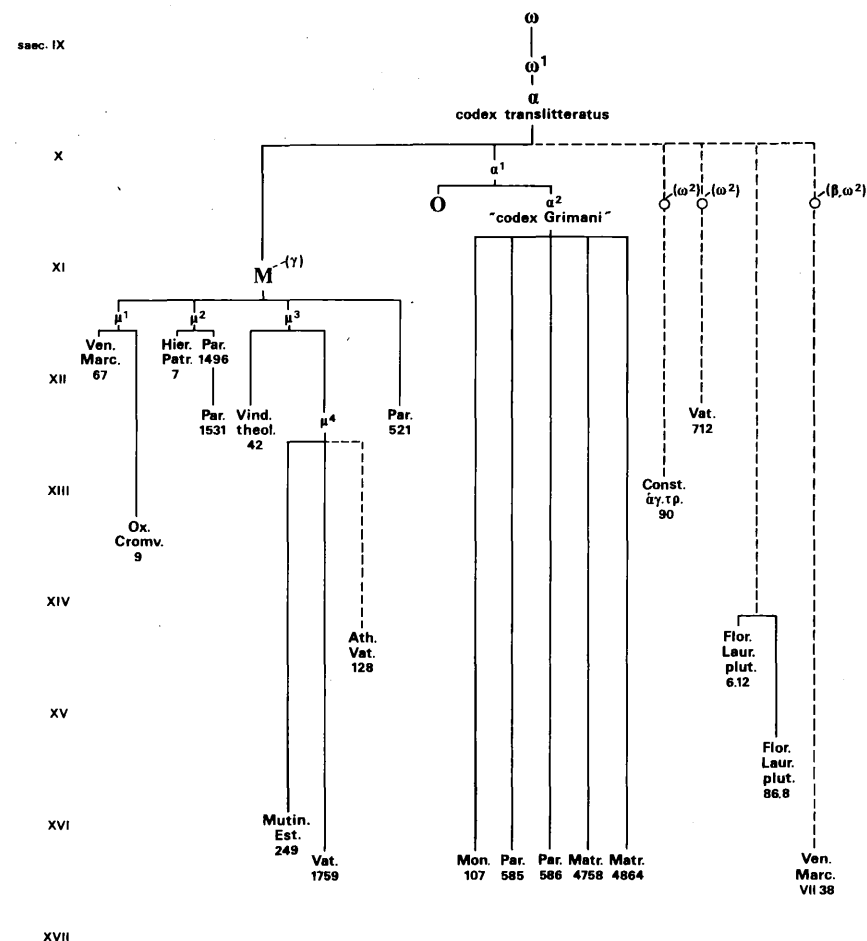 ω
saec. IX
ω¹
α
codex translitteratus
X
α¹
O
α²
"codex Grimani"
(ω²)
(ω²)
(β,ω²)
XI
M
(γ)
μ¹
μ²
μ³
Ven.
Marc.
67
Hier.
Patr.
7
Par.
1496
XII
Par.
1531
Vind.
theol.
42
μ⁴
Par.
521
Vat.
712
XIII
Const.
ἁγ.τρ.
90
Ox.
Cromv.
9
XIV
Ath.
Vat.
128
Flor.
Laur.
plut.
6.12
XV
Flor.
Laur.
plut.
86.8
XVI
Mutin.
Est.
249
Vat.
1759
Mon.
107
Par.
585
Par.
586
Matr.
4758
Matr.
4864
Ven.
Marc.
VII 38
XVII